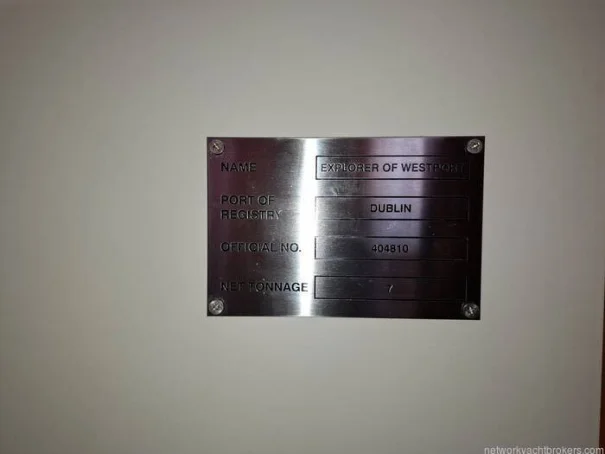 NAME EXPLORER OF WESTPORT
PORT OF
REGISTRY DUBLIN
OFFICIAL NO. 404810
NET TONNAGE 7
networkyachtbrokers.com